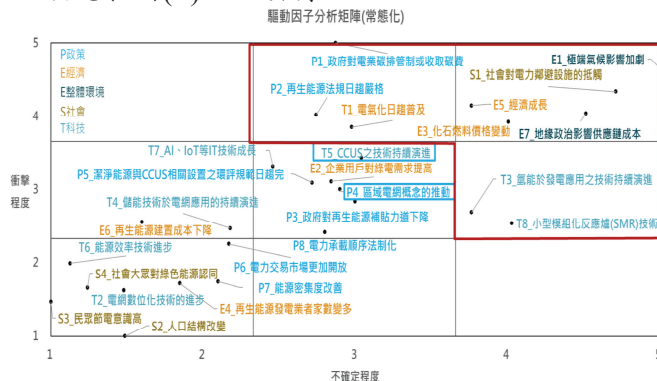 驅動因子分析矩陣(常態化)
5
P政策
E經濟
E整體環境
S社會
T科技
P1_政府對電業碳排管制或收取碳費
E1_極端氣候影響加劇
S1_社會對電力鄰避設施的抵觸
P2_再生能源法規日趨嚴格
E5_經濟成長
4
T1_電氣化日趨普及
E3_化石燃料價格變動
E7_地緣政治影響供應鏈成本
T7_AI、IoT等IT技術成長
T5_CCUS之技術持續演進
P5_潔淨能源與CCUS相關設置之環評規範日趨完
E2_企業用戶對綠電需求提高
T3_氫能於發電應用之技術持續演進
衝擊
程度
3
P4_區域電網概念的推動
T4_儲能技術於電網應用的持續演進
P3_政府對再生能源補貼力道下降
T8_小型模組化反應爐(SMR)技術
E6_再生能源建置成本下降
T6_能源效率技術進步
P8_電力承載順序法制化
2
S4_社會大眾對綠色能源認同
P6_電力交易市場更加開放
P7_能源密集度改善
T2_電網數位化技術的進步
E4_再生能源發電業者家數變多
S3_民眾節電意識高
S2_人口結構改變
1
1
2
3
4
5
不確定程度